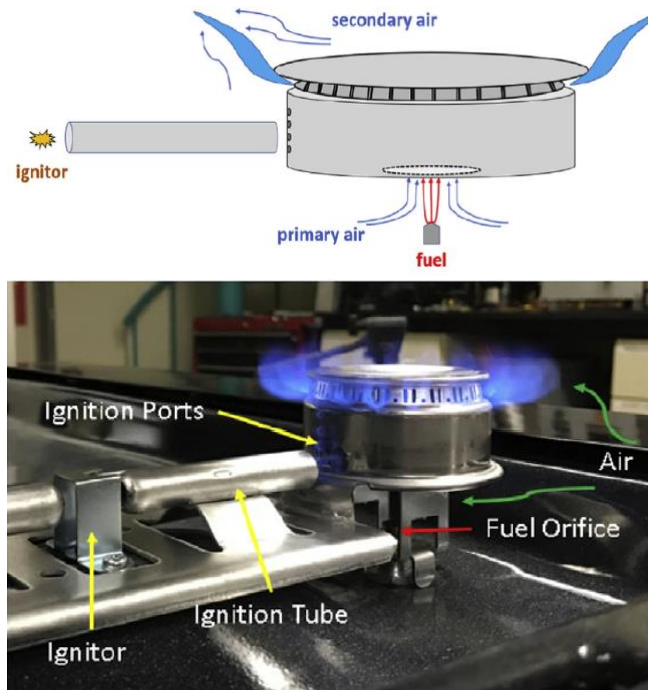 secondary air
ignitor
primary air
fuel
Ignition Ports
Air
Fuel Orifice
Ignition Tube
Ignitor